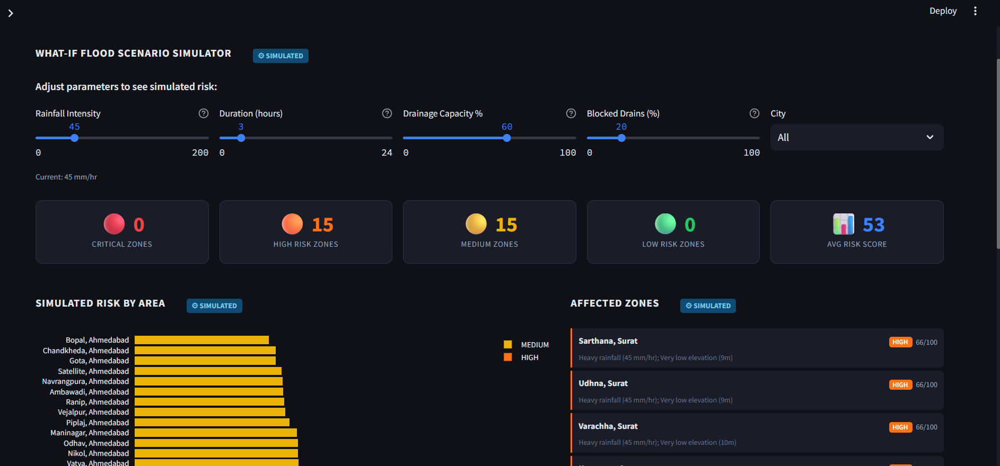 Deploy
WHAT-IF FLOOD SCENARIO SIMULATOR
SIMULATED
Adjust parameters to see simulated risk:
Rainfall Intensity
45
0 200
Current: 45 mm/hr
Duration (hours)
3
0 24
Drainage Capacity %
60
0 100
Blocked Drains (%)
20
0 100
City
All
0
CRITICAL ZONES
15
HIGH RISK ZONES
15
MEDIUM ZONES
0
LOW RISK ZONES
53
AVG RISK SCORE
SIMULATED RISK BY AREA
SIMULATED
Bopal, Ahmedabad
Chandkheda, Ahmedabad
Gota, Ahmedabad
Satellite, Ahmedabad
Navrangpura, Ahmedabad
Ambawadi, Ahmedabad
Ranip, Ahmedabad
Vejalpur, Ahmedabad
Piplaj, Ahmedabad
Maninagar, Ahmedabad
Odhav, Ahmedabad
Nikol, Ahmedabad
Vatva, Ahmedabad
MEDIUM
HIGH
AFFECTED ZONES
SIMULATED
Sarthana, Surat
HIGH 66/100
Heavy rainfall (45 mm/hr); Very low elevation (9m)
Udhna, Surat
HIGH 66/100
Heavy rainfall (45 mm/hr); Very low elevation (9m)
Varachha, Surat
HIGH 66/100
Heavy rainfall (45 mm/hr); Very low elevation (10m)